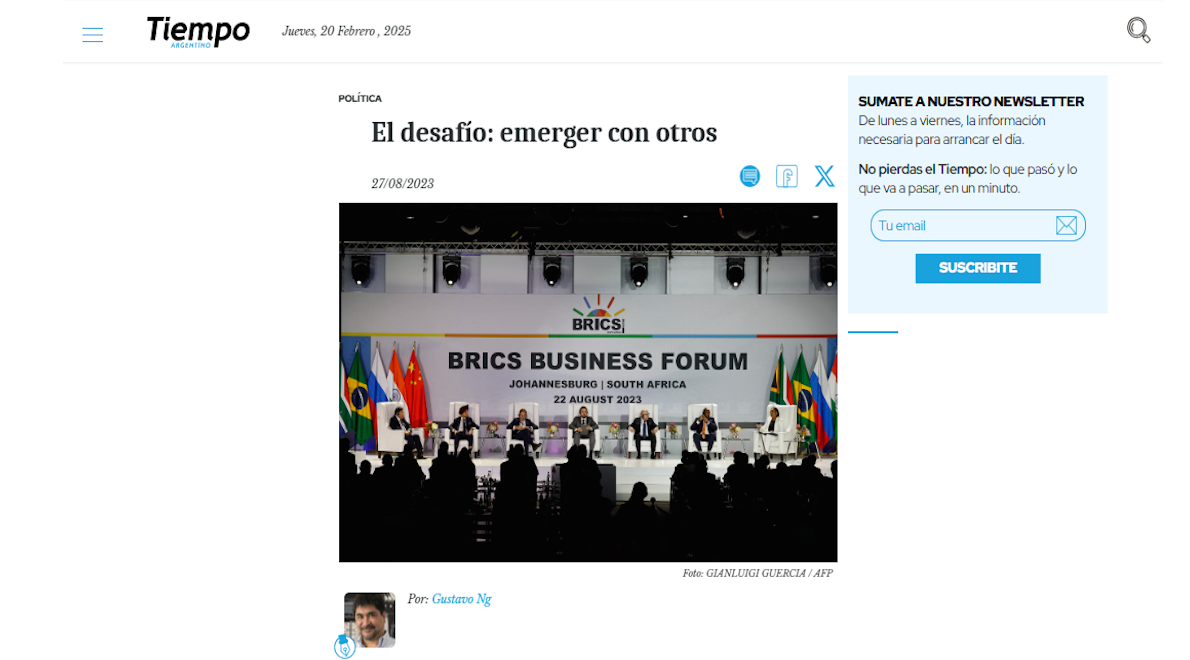 Tiempo
ARGENTINO
Jueves, 20 Febrero , 2025
POLÍTICA
El desafío: emerger con otros
27/08/2023
BRICS
BRICS BUSINESS FORUM
JOHANNESBURG | SOUTH AFRICA
22 AUGUST 2023
Foto: GIANLUIGI GUERCIA / AFP
Por: Gustavo Ng
SUMATE A NUESTRO NEWSLETTER
De lunes a viernes, la información
necesaria para arrancar el día.
No pierdas el Tiempo: lo que pasó y lo
que va a pasar, en un minuto.
Tu email
SUSCRIBITE